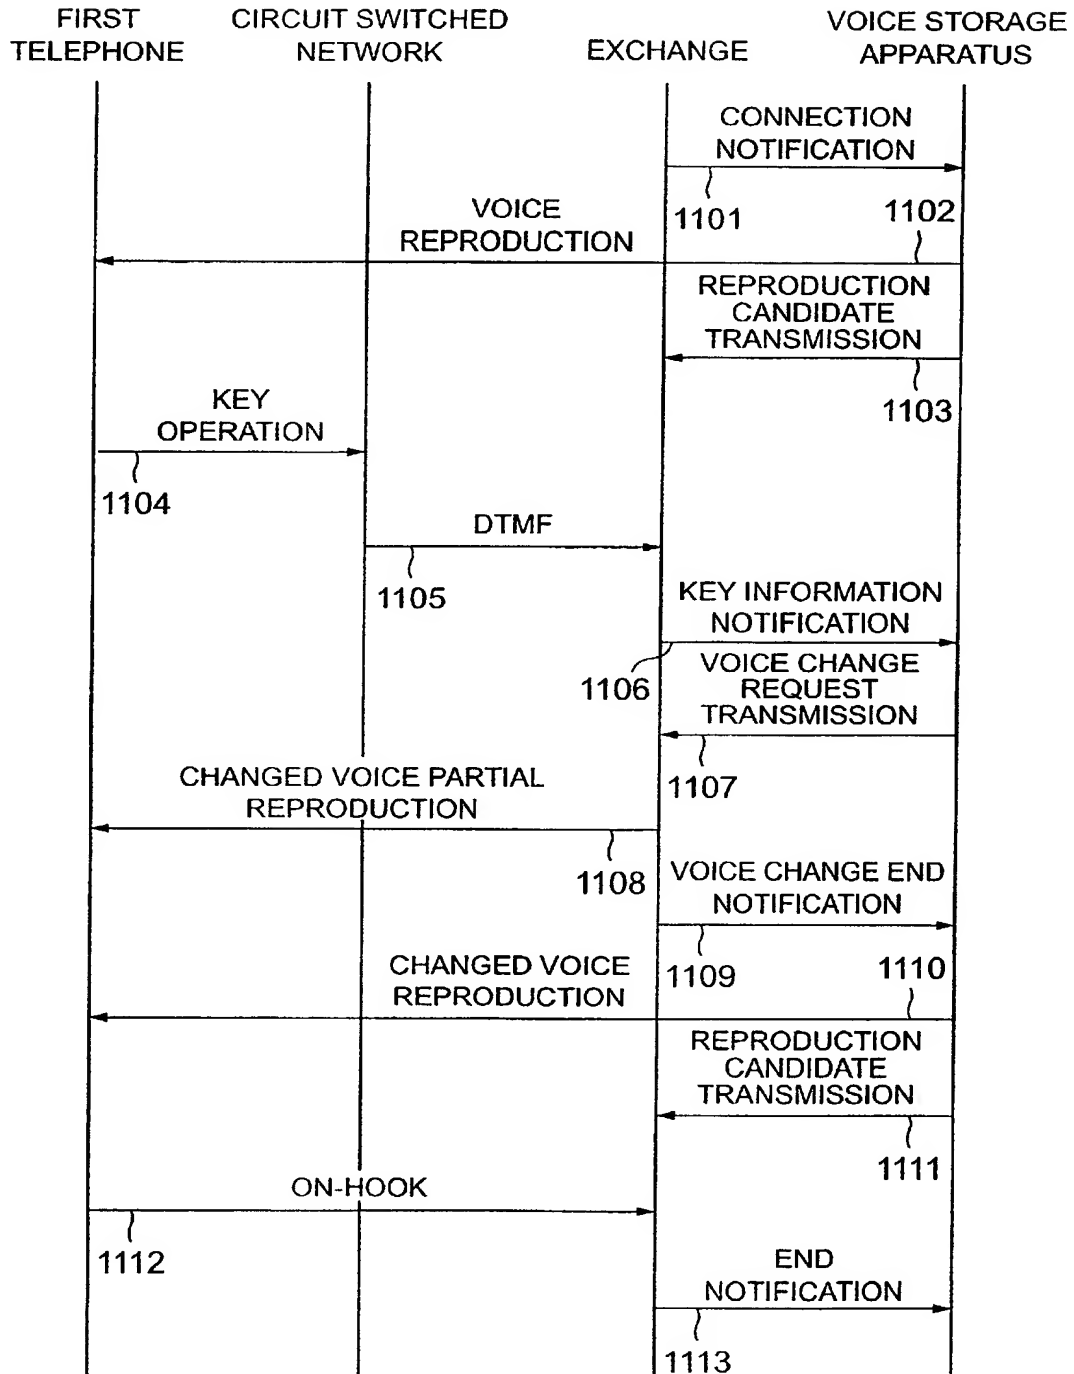 FIRST
TELEPHONE
CIRCUIT SWITCHED
NETWORK
EXCHANGE
VOICE STORAGE
APPARATUS
CONNECTION
NOTIFICATION
1101
1102
VOICE
REPRODUCTION
REPRODUCTION
CANDIDATE
TRANSMISSION
1103
KEY
OPERATION
1104
DTMF
1105
KEY INFORMATION
NOTIFICATION
1106
VOICE CHANGE
REQUEST
TRANSMISSION
1107
CHANGED VOICE PARTIAL
REPRODUCTION
1108
VOICE CHANGE END
NOTIFICATION
1109
1110
CHANGED VOICE
REPRODUCTION
REPRODUCTION
CANDIDATE
TRANSMISSION
1111
ON-HOOK
1112
END
NOTIFICATION
1113